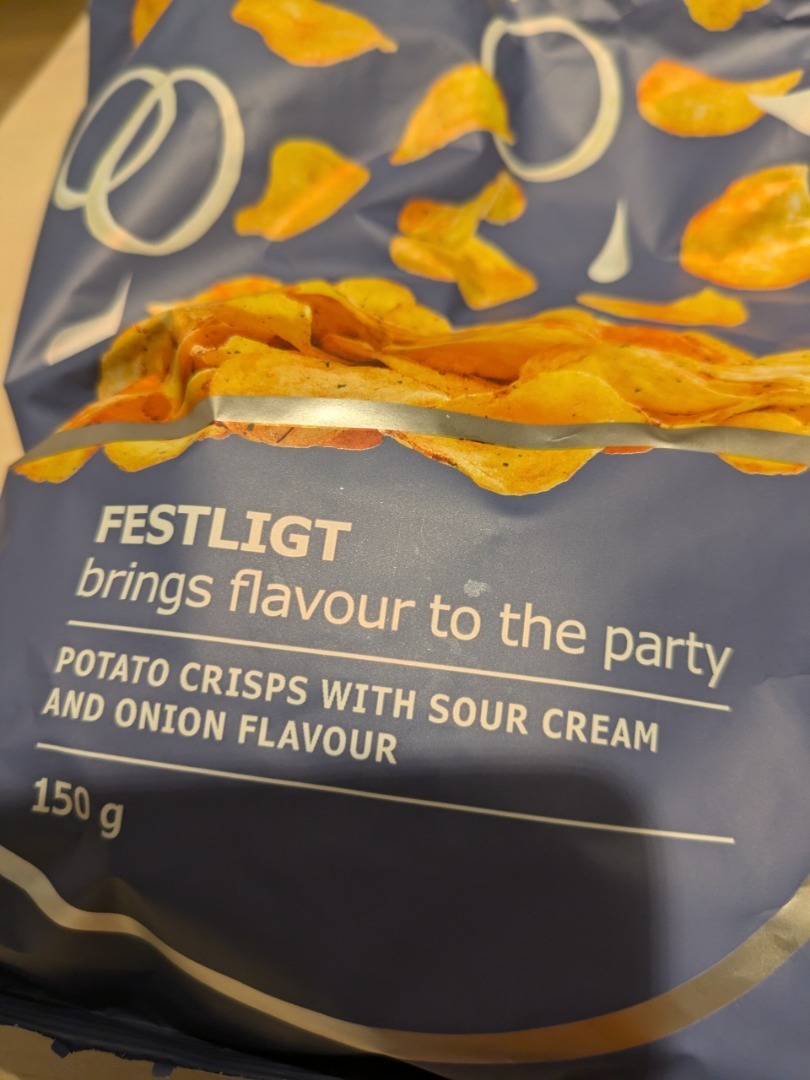 FESTLIGT
brings flavour to the party
POTATO CRISPS WITH SOUR CREAM
AND ONION FLAVOUR
150 g